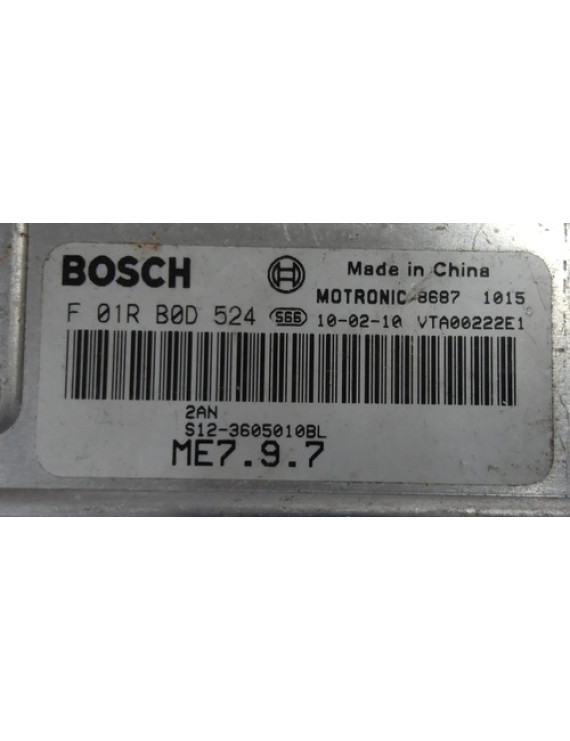 BOSCH Made in China
MOTRONIC 8687 1015
F 01R B0D 524 SGG 10-02-10 VTA00222E1
2AN
S12-3605010BL
ME7.9.7